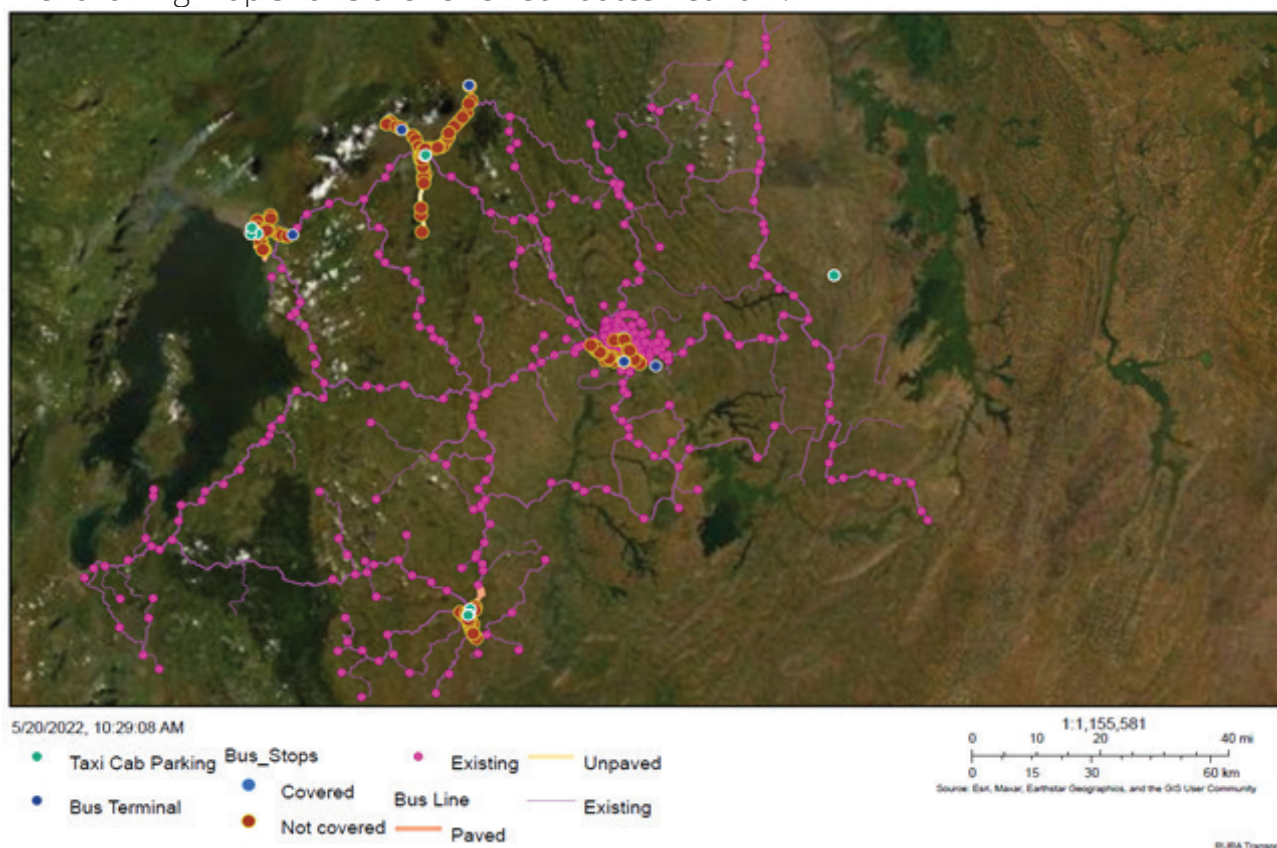 5/20/2022, 10:29:08 AM
Taxi Cab Parking
Bus Terminal
Bus_Stops
Covered
Not covered
Existing
Bus Line
Paved
Unpaved
Existing
1:1,155,581
0 10 20 40 mi
0 15 30 60 km
Source: Esri, Maxar, Earthstar Geographics, and the GIS User Community